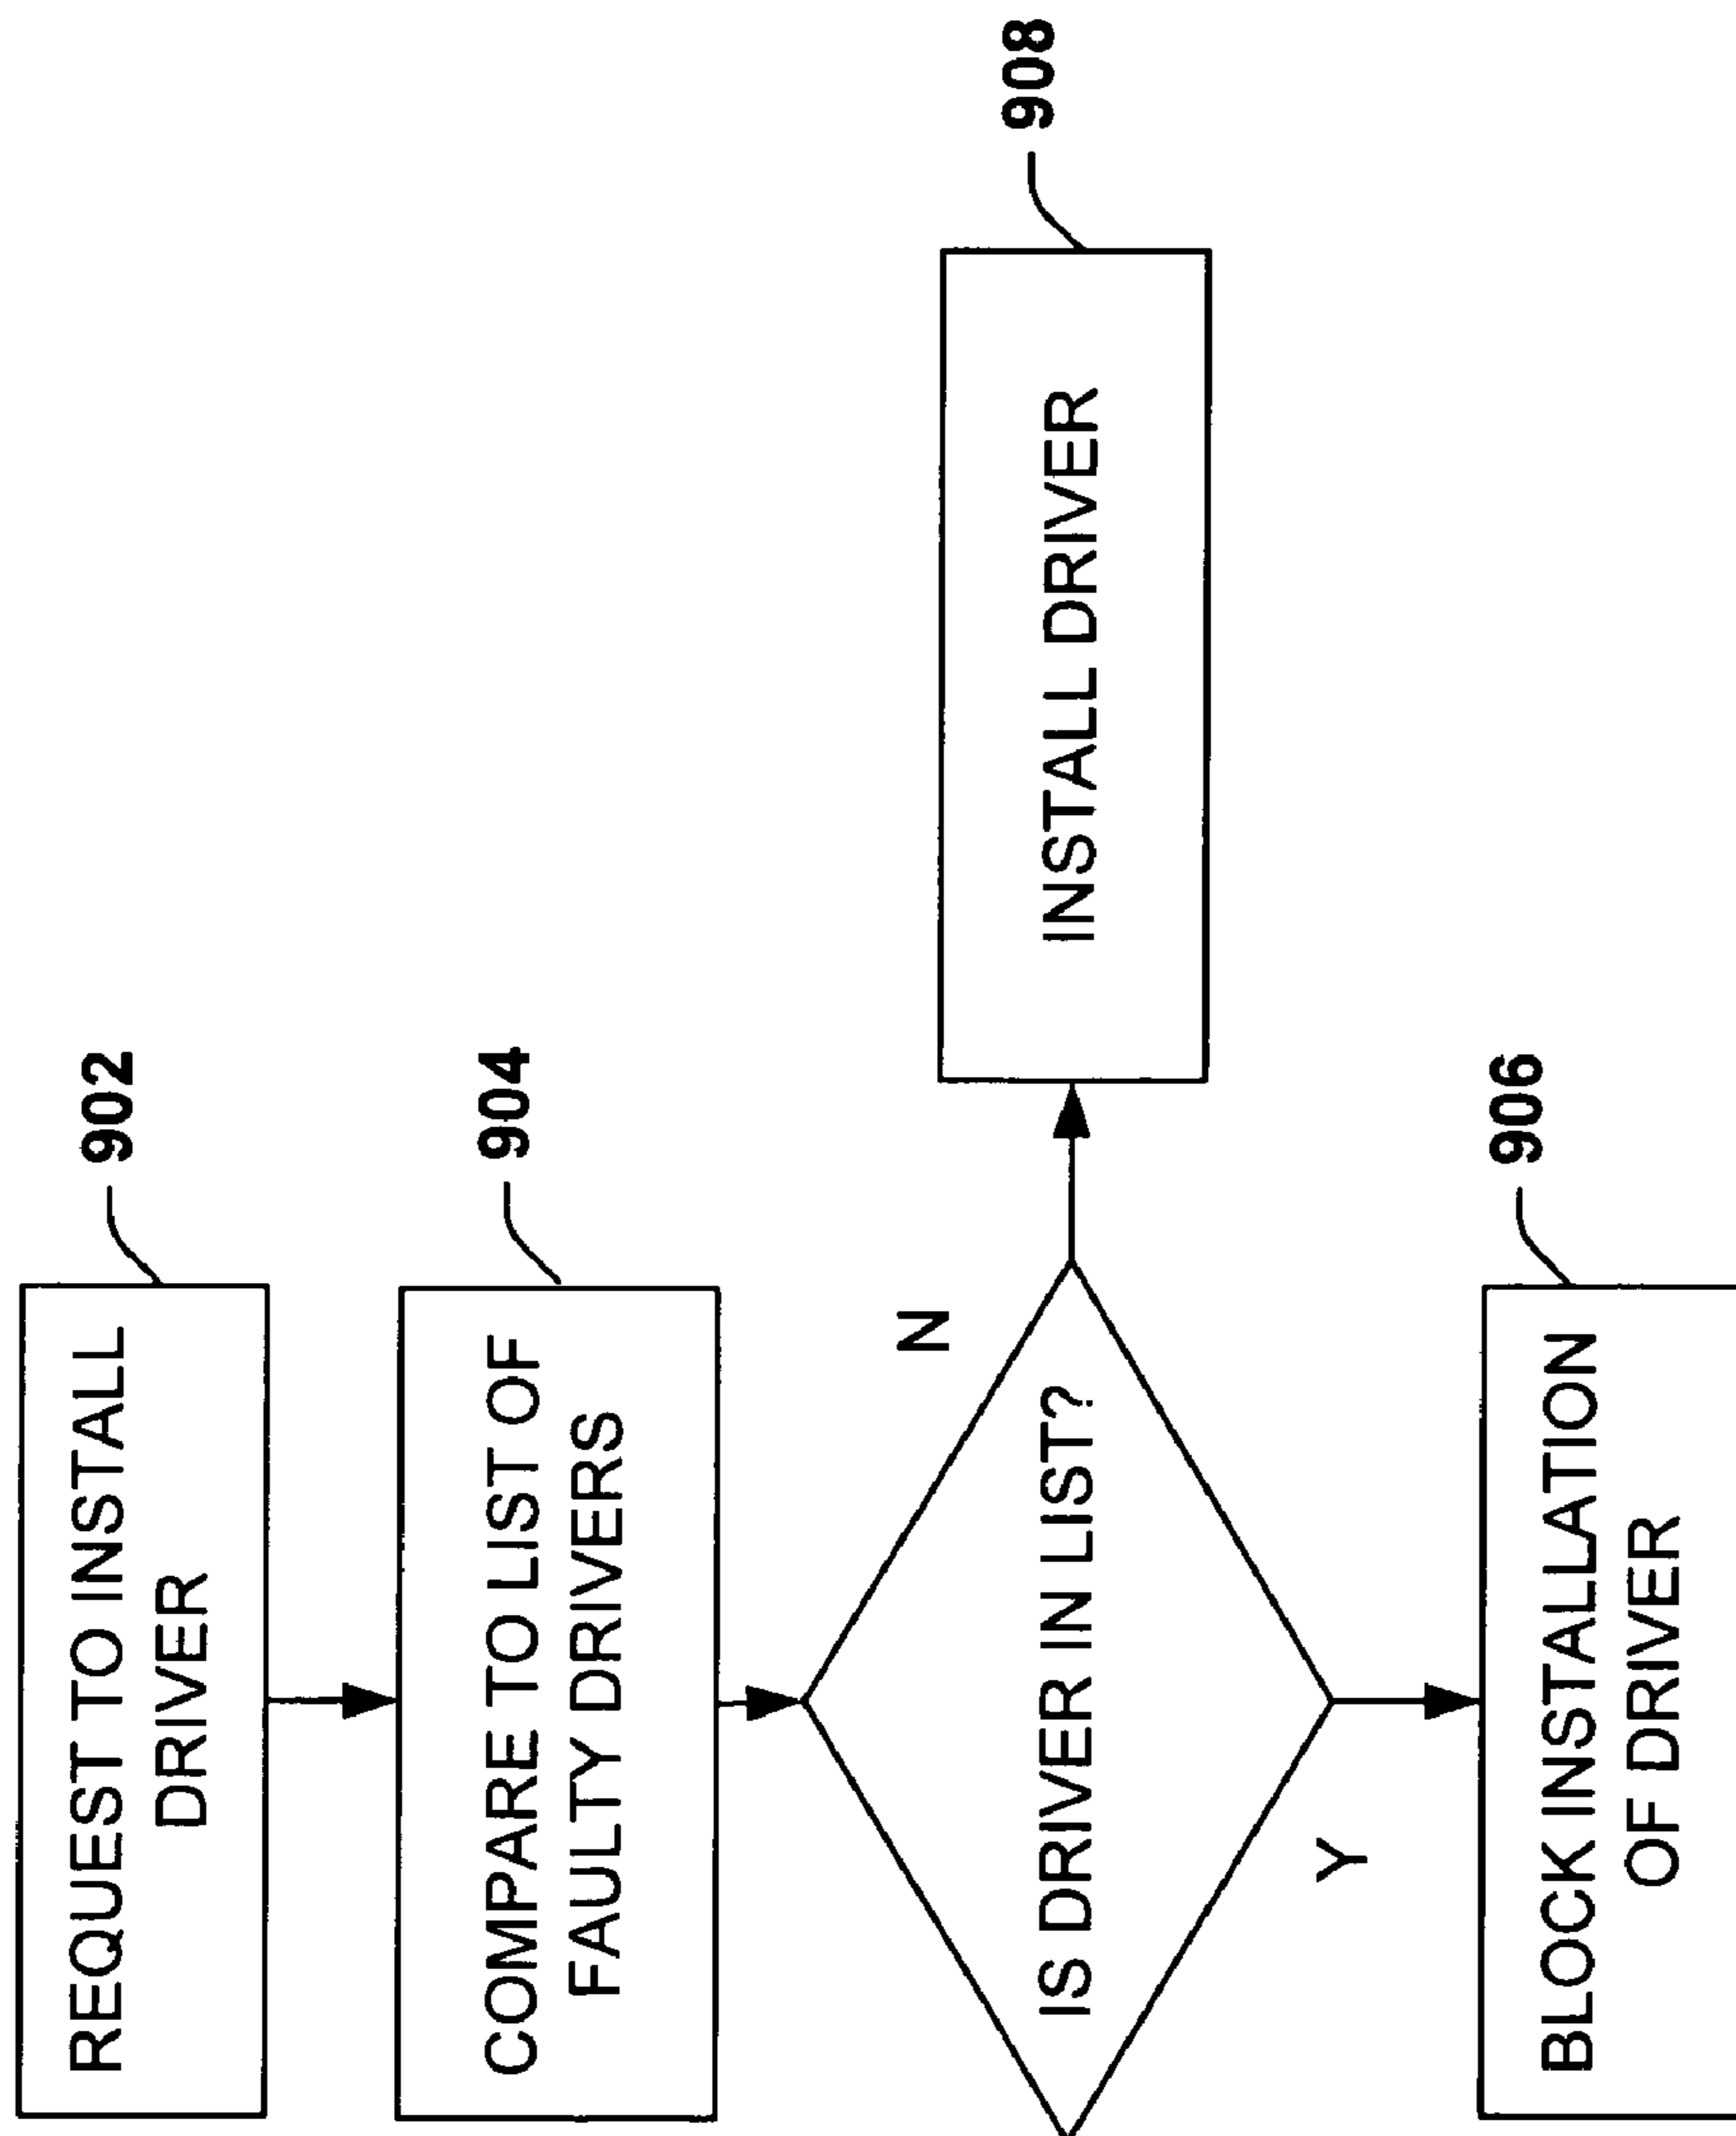 REQUEST TO INSTALL
DRIVER
902
COMPARE TO LIST OF
FAULTY DRIVERS
904
IS DRIVER IN LIST?
N
Y
INSTALL DRIVER
908
BLOCK INSTALLATION
OF DRIVER
906